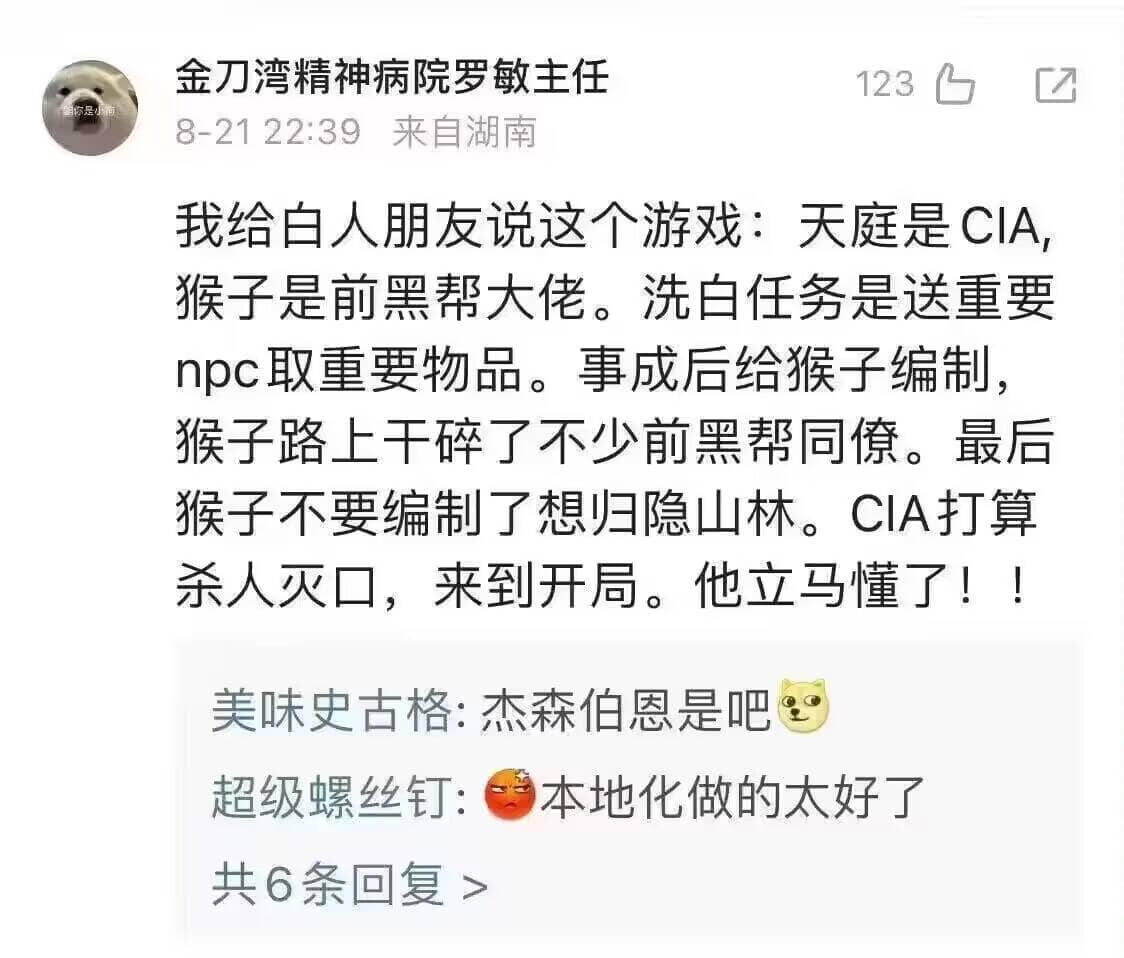 金刀湾精神病院罗敏主任
123
8-21 22:39 来自湖南
我给白人朋友说这个游戏：天庭是CIA,
猴子是前黑帮大佬。洗白任务是送重要
npc取重要物品。事成后给猴子编制，
猴子路上干碎了不少前黑帮同僚。最后
猴子不要编制了想归隐山林。CIA打算
杀人灭口，来到开局。他立马懂了！！
美味史古格: 杰森伯恩是吧
超级螺丝钉: 本地化做的太好了
共6条回复 >